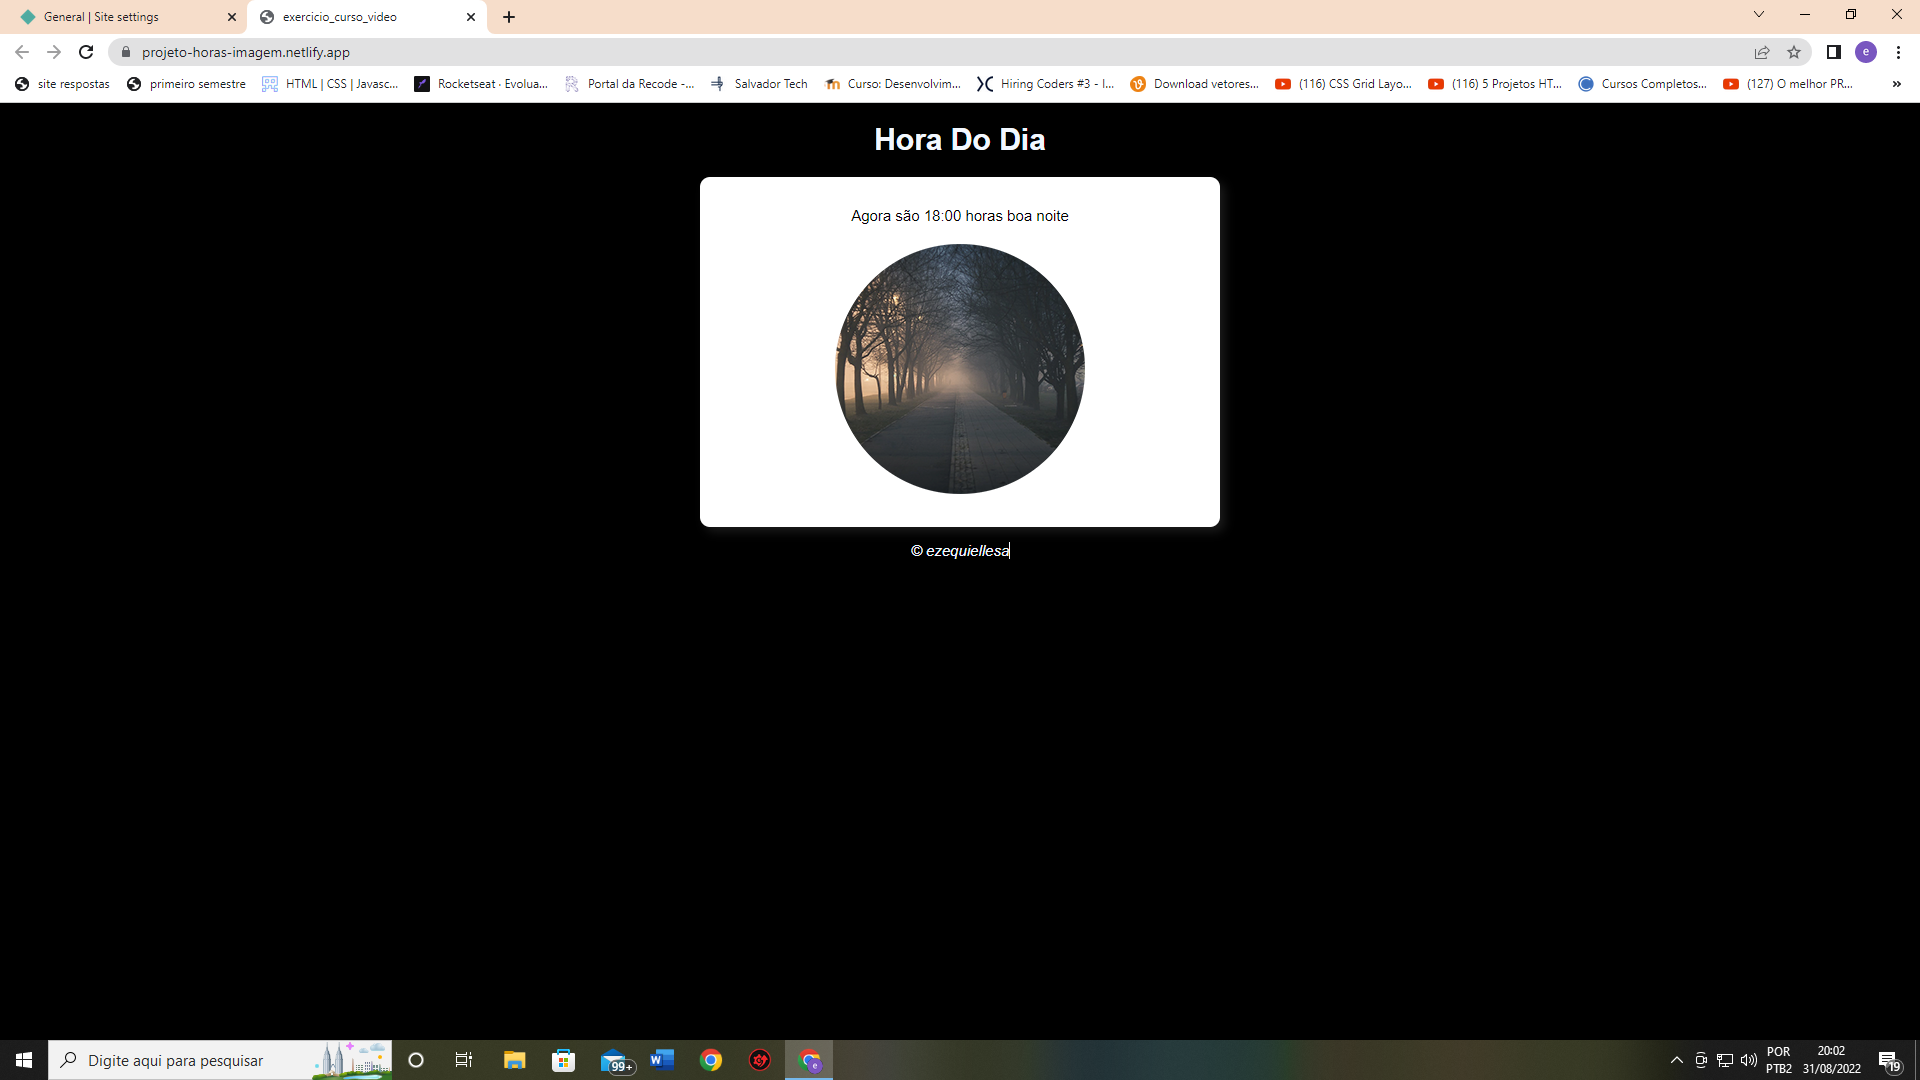 General | Site settings
exercicio_curso_video
projeto-horas-imagem.netlify.app
e
site respostas
primeiro semestre
HTML | CSS | Javasc...
Rocketseat · Evolua...
Portal da Recode -...
Salvador Tech
Curso: Desenvolvim...
Hiring Coders #3 - I...
Download vetores...
(116) CSS Grid Layo...
(116) 5 Projetos HT...
Cursos Completos...
(127) O melhor PR...
»
Hora Do Dia
Agora são 18:00 horas boa noite
© ezequiellesa
Digite aqui para pesquisar
99+
W
e
POR
PTB2
20:02
31/08/2022
19